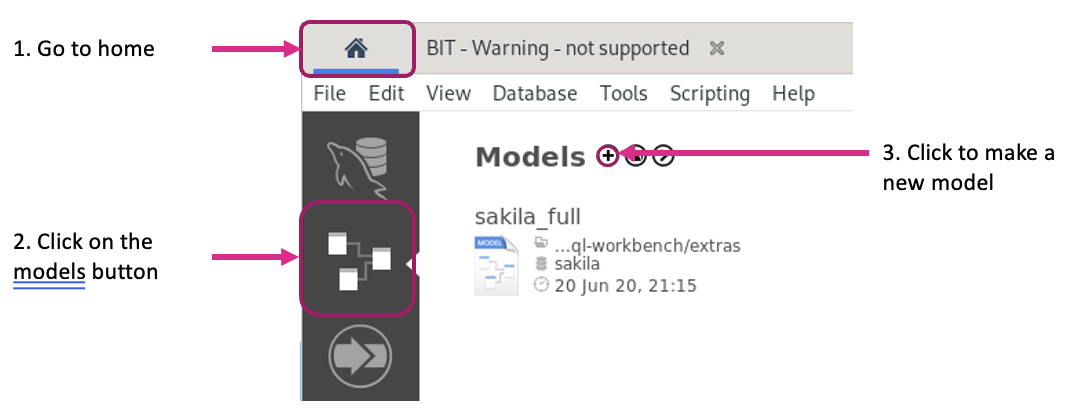 1. Go to home
BIT - Warning - not supported
File Edit View Database Tools Scripting Help
Models
3. Click to make a
new model
sakila_full
2. Click on the
models button
MODEL
...ql-workbench/extras
sakila
20 Jun 20, 21:15